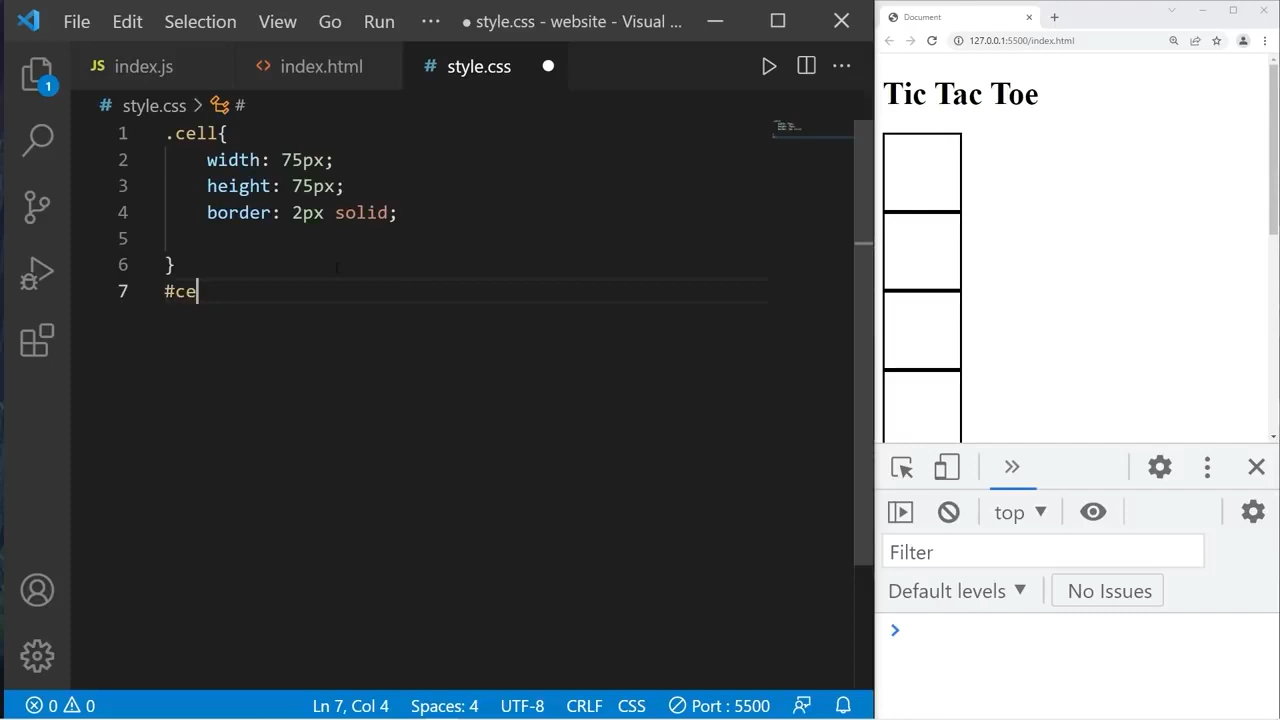 File Edit Selection View Go Run ··· ● style.css - website - Visual ...
JS index.js <> index.html # style.css ●
# style.css > #
1 .cell{
2 width: 75px;
3 height: 75px;
4 border: 2px solid;
5
6 }
7 #ce
1
0 0 Ln 7, Col 4 Spaces: 4 UTF-8 CRLF CSS Port : 5500
Document
127.0.0.1:5500/index.html
Tic Tac Toe
top
Filter
Default levels No Issues